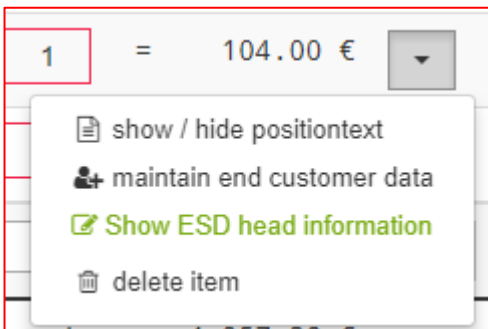 1 = 104.00 €
show / hide positiontext
maintain end customer data
Show ESD head information
delete item